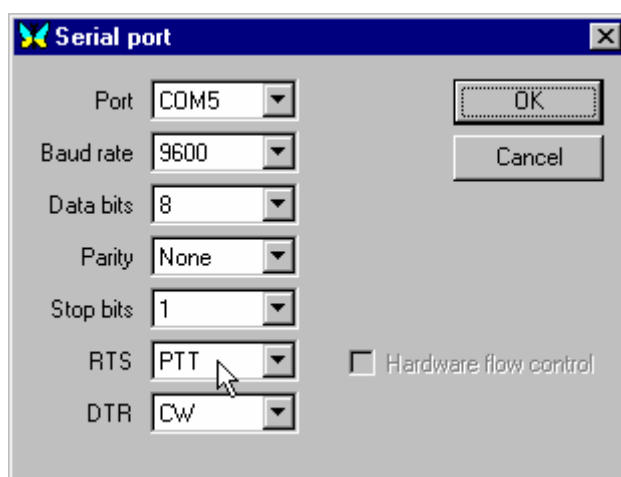 Serial port
Port COM5 OK
Baud rate 9600 Cancel
Data bits 8
Parity None
Stop bits 1
RTS PTT Hardware flow control
DTR CW